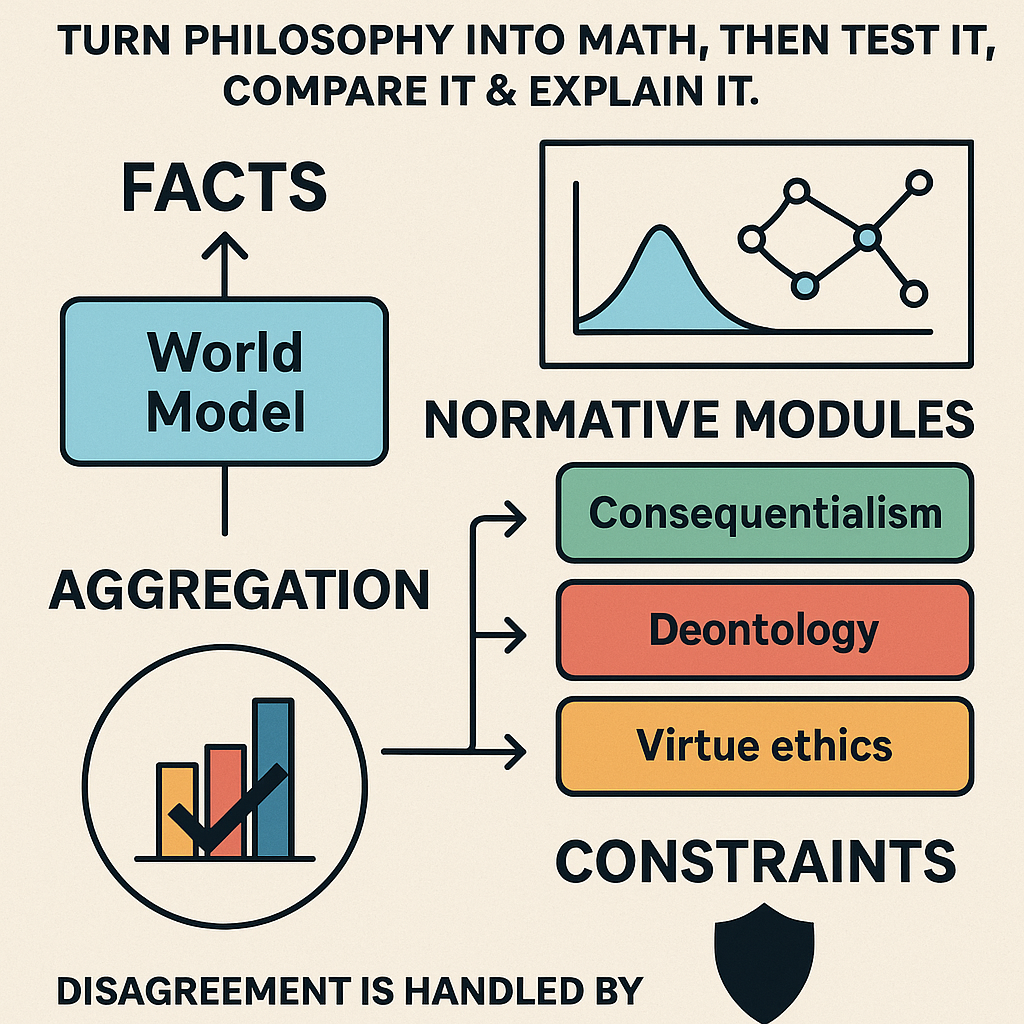 TURN PHILOSOPHY INTO MATH, THEN TEST IT,
COMPARE IT & EXPLAIN IT.
FACTS
World
Model
NORMATIVE MODULES
Consequentialism
Deontology
Virtue ethics
AGGREGATION
CONSTRAINTS
DISAGREEMENT IS HANDLED BY